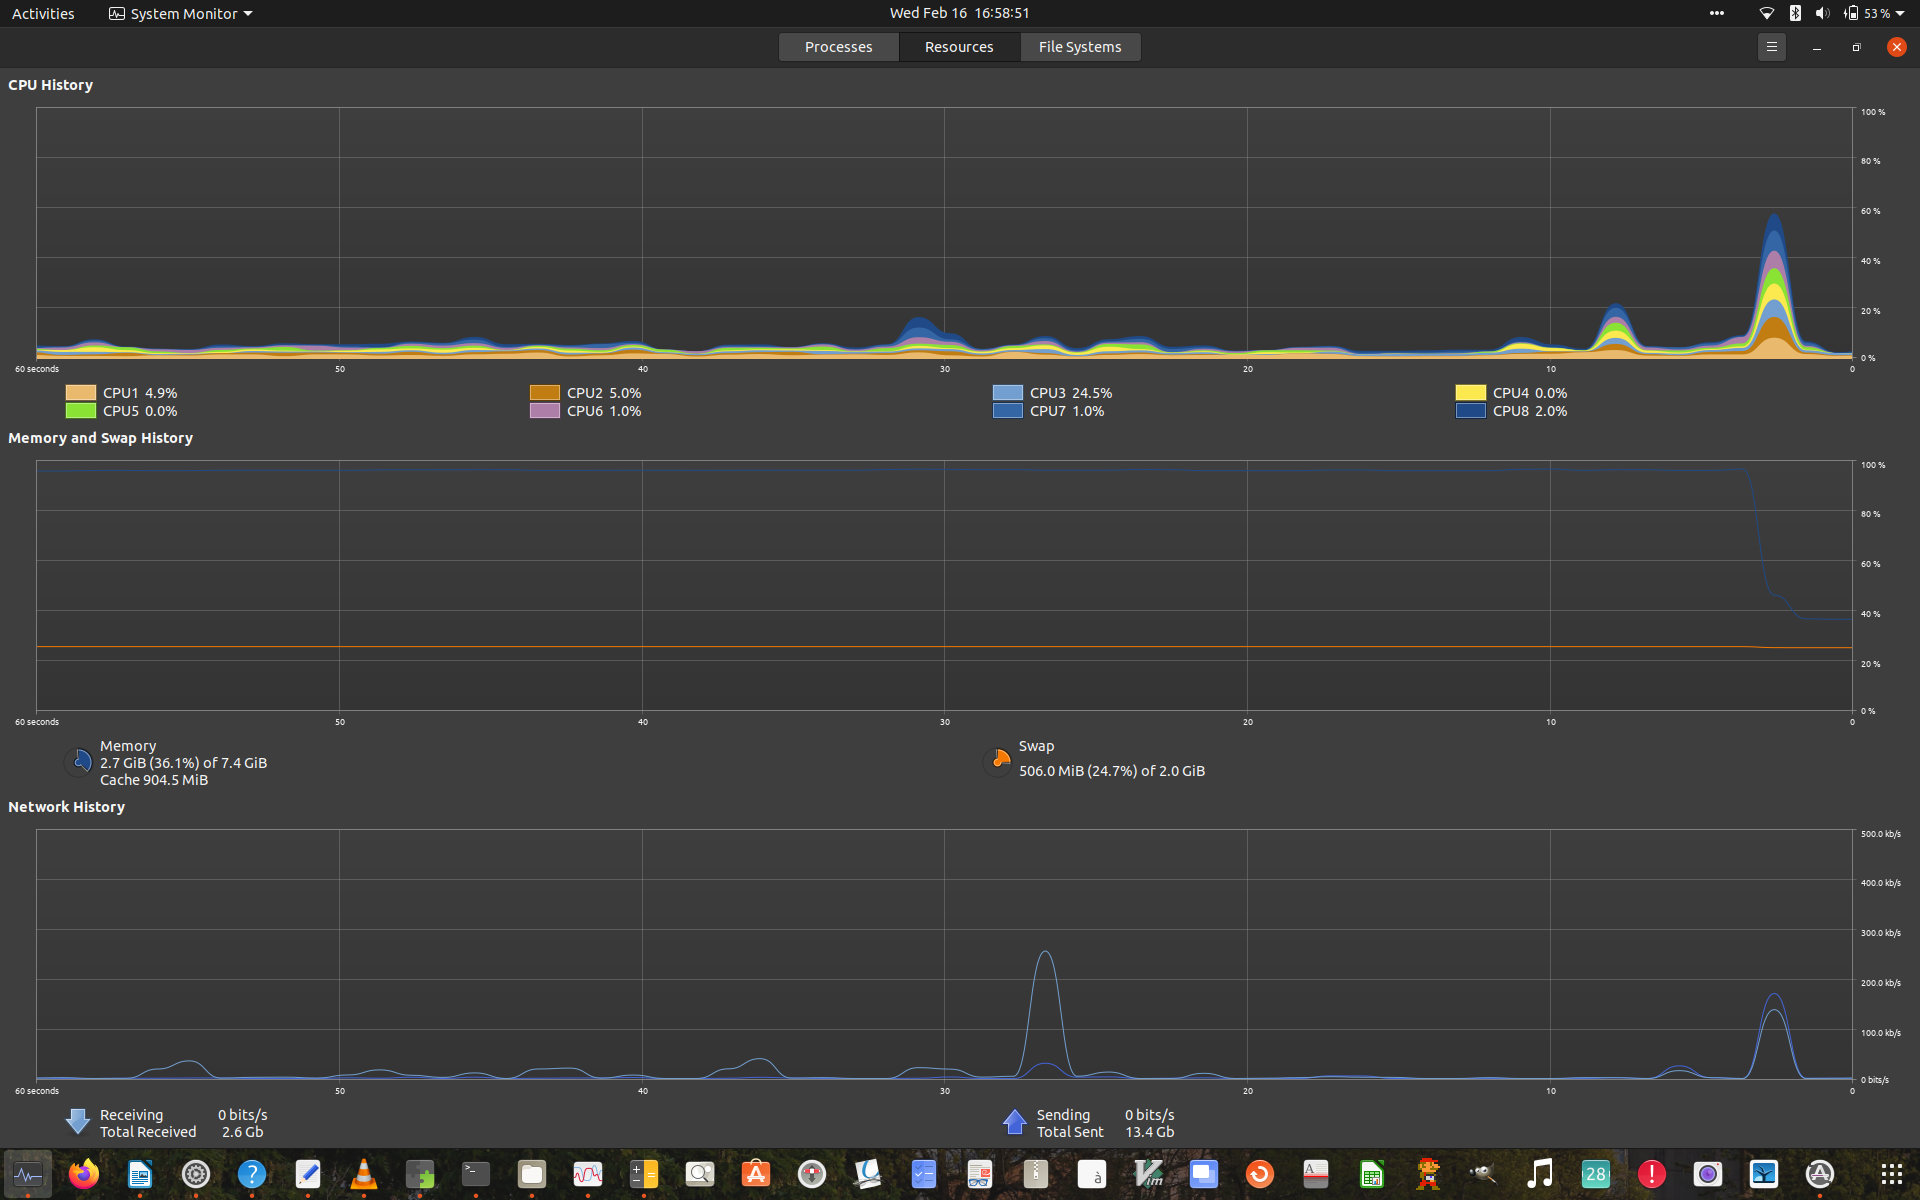 Activities System Monitor Wed Feb 16 16:58:51 53 %
Processes Resources File Systems
CPU History
100 %
80 %
60 %
40 %
20 %
0 %
60 seconds 50 40 30 20 10 0
CPU1 4.9% CPU2 5.0% CPU3 24.5% CPU4 0.0%
CPU5 0.0% CPU6 1.0% CPU7 1.0% CPU8 2.0%
Memory and Swap History
100 %
80 %
60 %
40 %
20 %
0 %
60 seconds 50 40 30 20 10 0
Memory
2.7 GiB (36.1%) of 7.4 GiB
Cache 904.5 MiB
Swap
506.0 MiB (24.7%) of 2.0 GiB
Network History
500.0 kb/s
400.0 kb/s
300.0 kb/s
200.0 kb/s
100.0 kb/s
0 bits/s
60 seconds 50 40 30 20 10 0
Receiving 0 bits/s
Total Received 2.6 Gb
Sending 0 bits/s
Total Sent 13.4 Gb
? >_ à Vim A 28 !